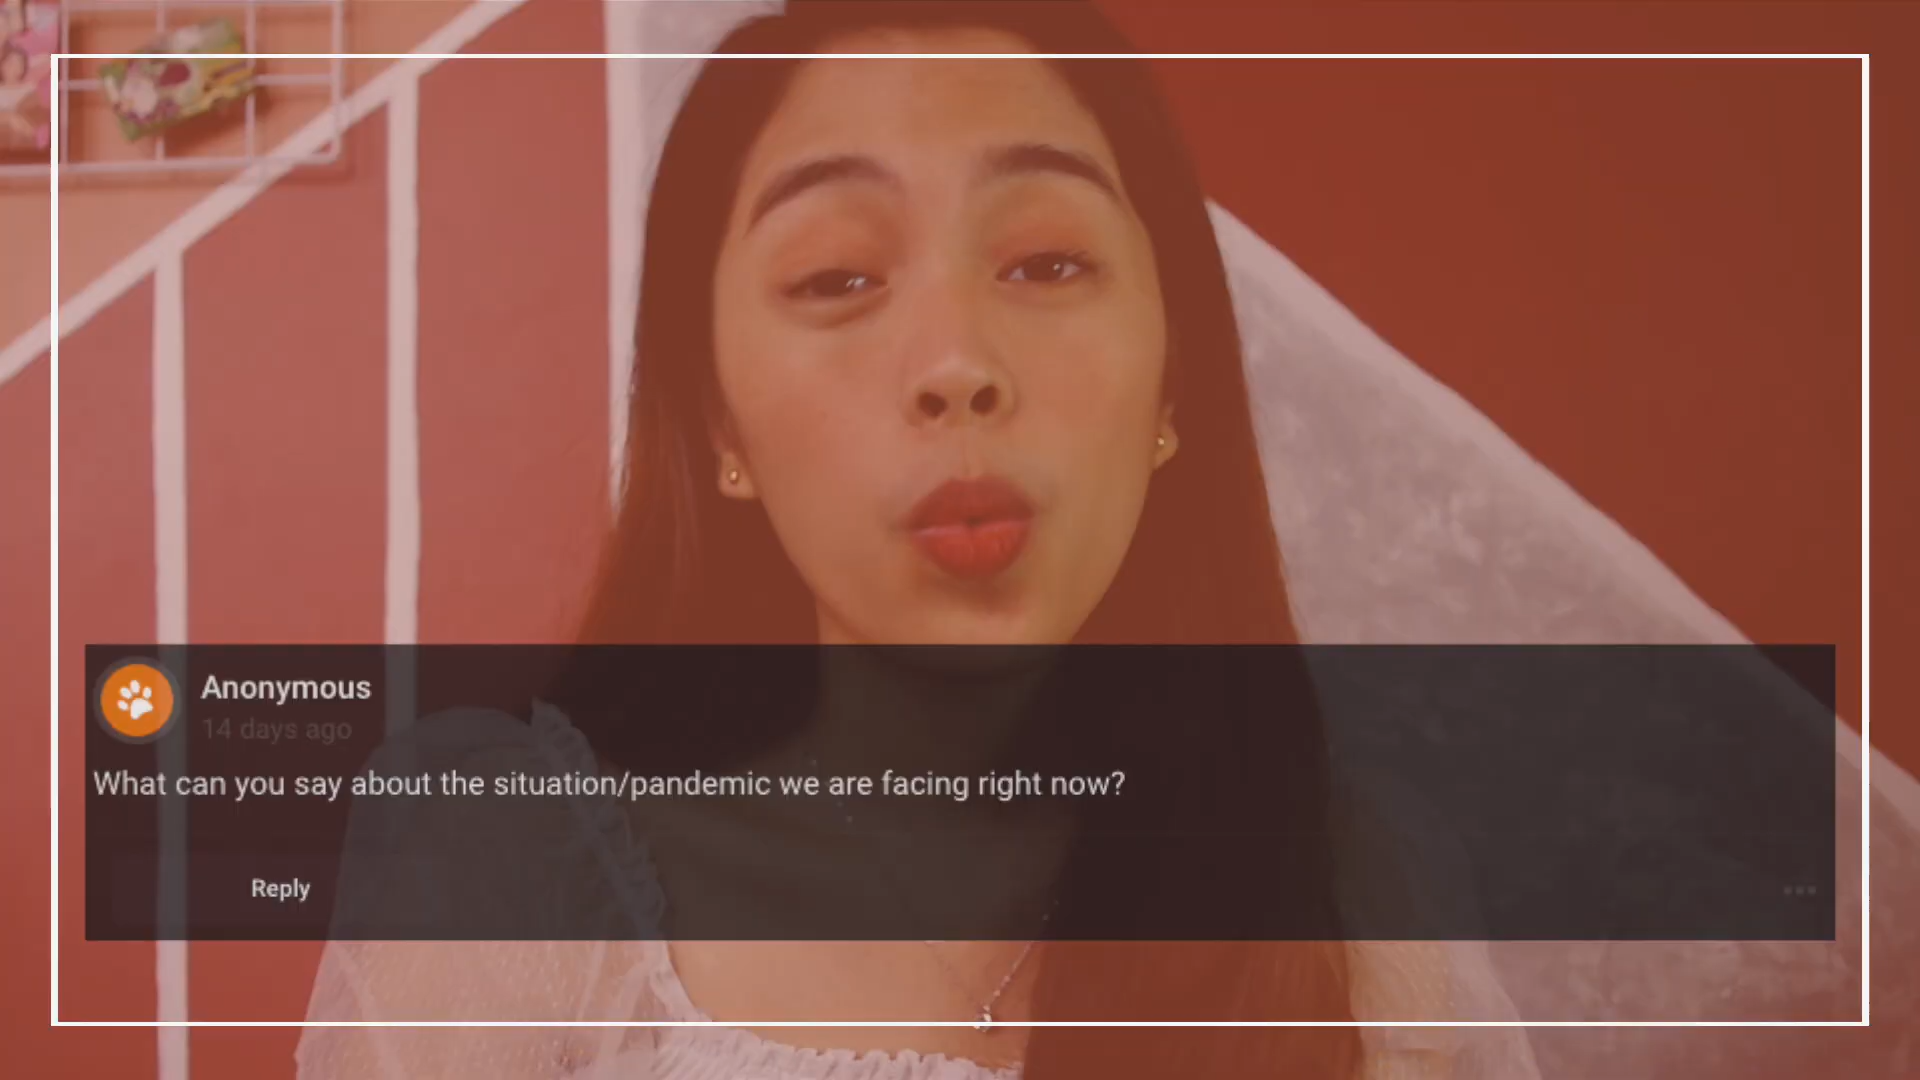 Anonymous
14 days ago
What can you say about the situation/pandemic we are facing right now?
Reply